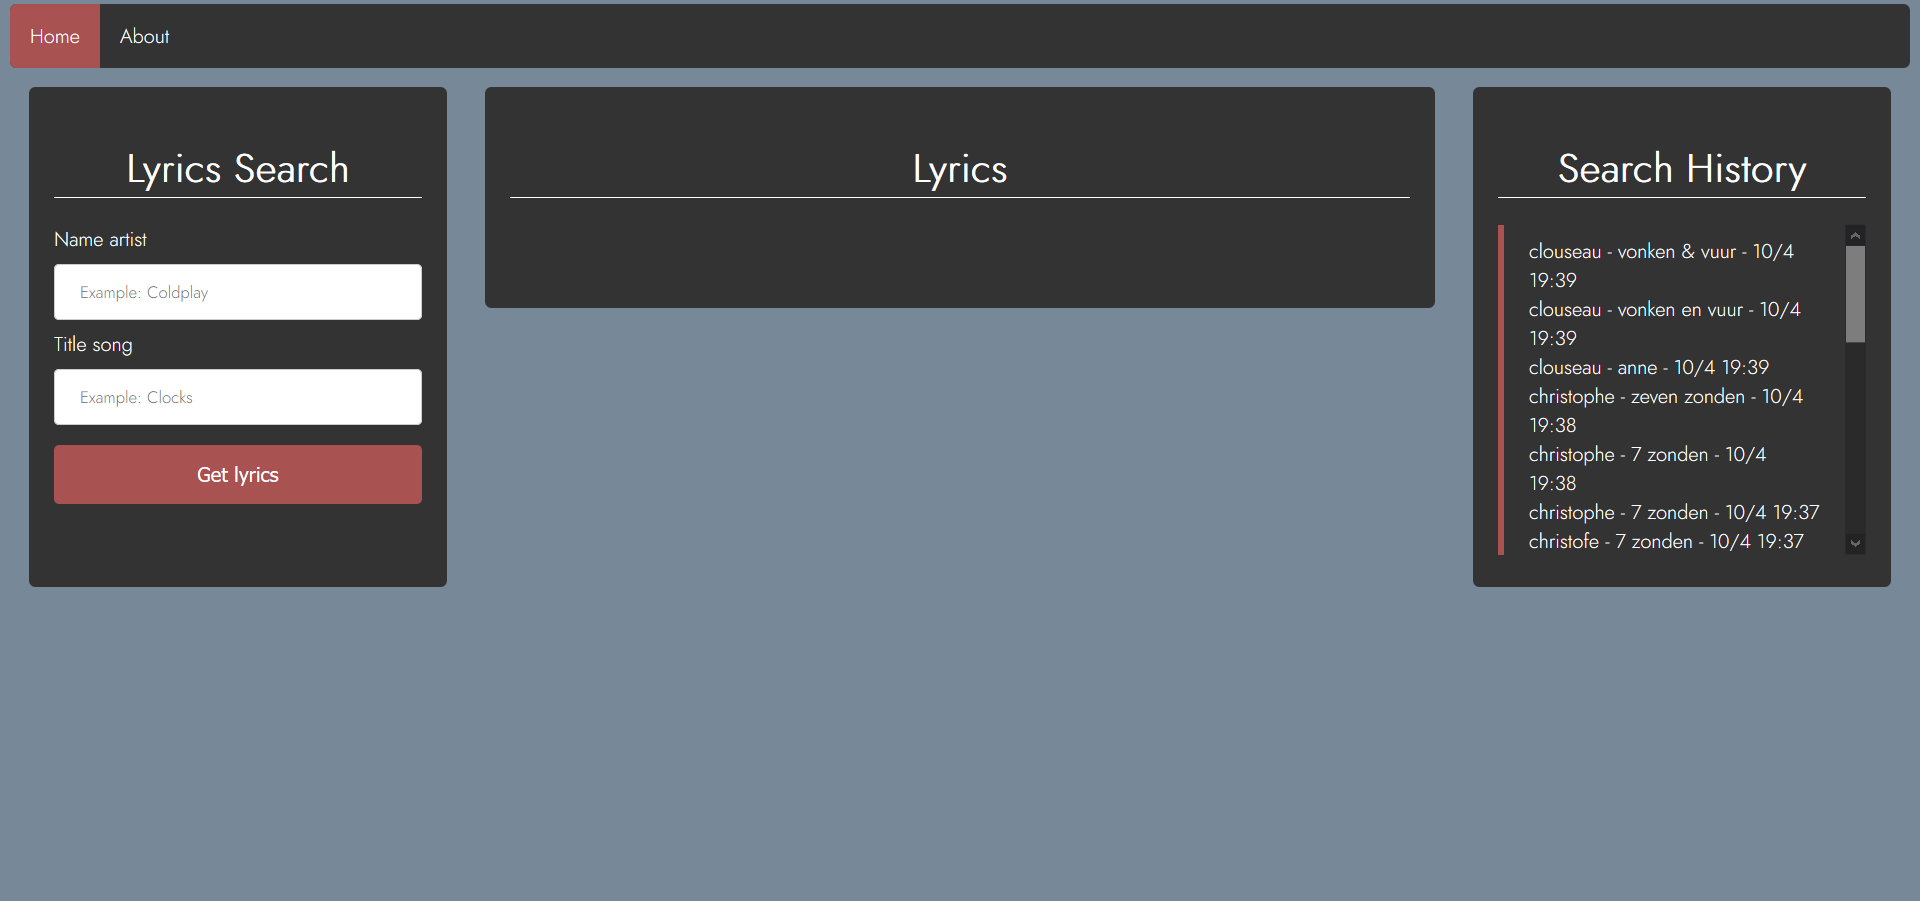 Home
About
Lyrics Search
Name artist
Example: Coldplay
Title song
Example: Clocks
Get lyrics
Lyrics
Search History
clouseau - vonken & vuur - 10/4
19:39
clouseau - vonken en vuur - 10/4
19:39
clouseau - anne - 10/4 19:39
christophe - zeven zonden - 10/4
19:38
christophe - 7 zonden - 10/4
19:38
christophe - 7 zonden - 10/4 19:37
christofe - 7 zonden - 10/4 19:37